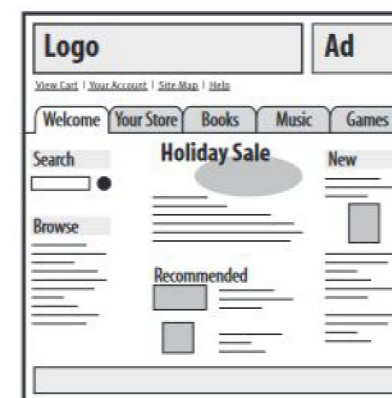 Logo
Ad
View Cart | Your Account | Site Map | Help
Welcome
Your Store
Books
Music
Games
Search
Holiday Sale
New
Browse
Recommended